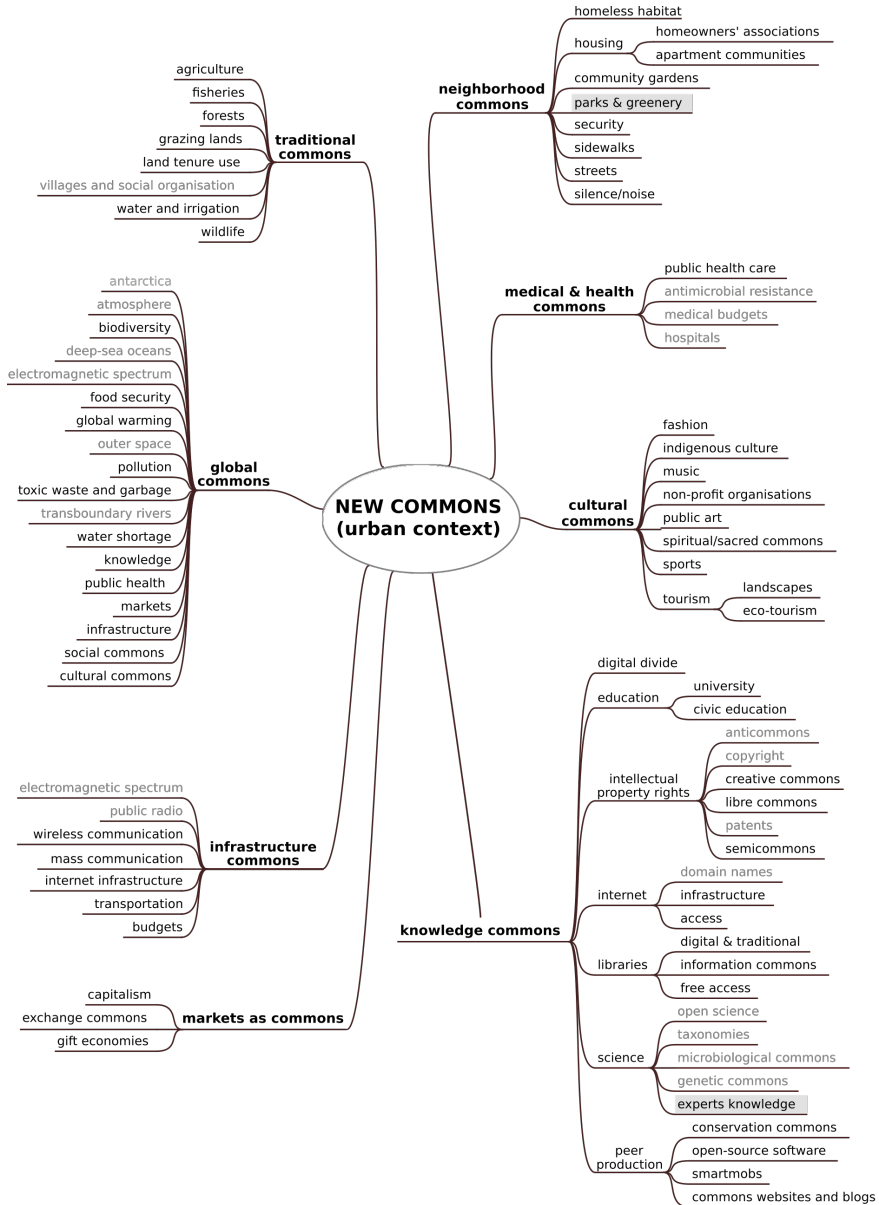 NEW COMMONS
(urban context)
traditional
commons
agriculture
fisheries
forests
grazing lands
land tenure use
villages and social organisation
water and irrigation
wildlife
neighborhood
commons
homeless habitat
housing
homeowners' associations
apartment communities
community gardens
parks & greenery
security
sidewalks
streets
silence/noise
medical & health
commons
public health care
antimicrobial resistance
medical budgets
hospitals
global
commons
antarctica
atmosphere
biodiversity
deep-sea oceans
electromagnetic spectrum
food security
global warming
outer space
pollution
toxic waste and garbage
transboundary rivers
water shortage
knowledge
public health
markets
infrastructure
social commons
cultural commons
cultural
commons
fashion
indigenous culture
music
non-profit organisations
public art
spiritual/sacred commons
sports
tourism
landscapes
eco-tourism
infrastructure
commons
electromagnetic spectrum
public radio
wireless communication
mass communication
internet infrastructure
transportation
budgets
markets as commons
capitalism
exchange commons
gift economies
knowledge commons
digital divide
education
university
civic education
intellectual
property rights
anticommons
copyright
creative commons
libre commons
patents
semicommons
internet
domain names
infrastructure
access
libraries
digital & traditional
information commons
free access
science
open science
taxonomies
microbiological commons
genetic commons
experts knowledge
peer
production
conservation commons
open-source software
smartmobs
commons websites and blogs